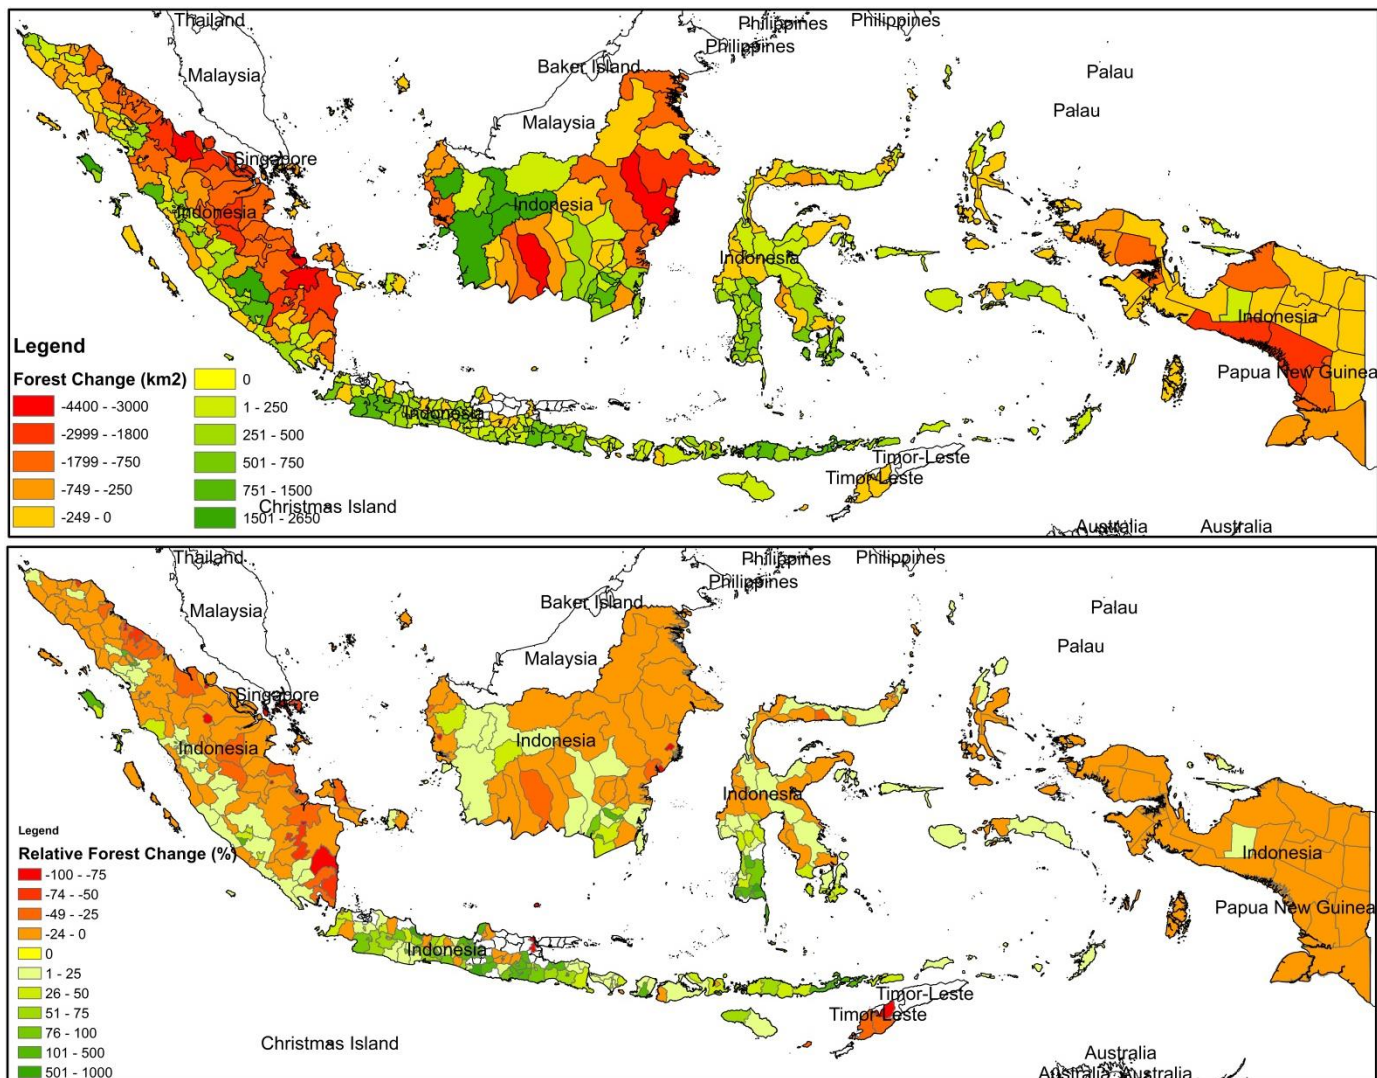 Thailand
Philippines
Philippines
Philippines
Malaysia
Baker Island
Palau
Palau
Malaysia
Singapore
Indonesia
Indonesia
Indonesia
Indonesia
Papua New Guinea
Indonesia
Timor-Leste
Timor-Leste
Christmas Island
Australia
Australia
Legend
Forest Change (km2)
-4400 - -3000
-2999 - -1800
-1799 - -750
-749 - -250
-249 - 0
0
1 - 250
251 - 500
501 - 750
751 - 1500
1501 - 2650
Thailand
Philippines
Philippines
Philippines
Malaysia
Baker Island
Palau
Palau
Malaysia
Singapore
Indonesia
Indonesia
Indonesia
Indonesia
Papua New Guinea
Indonesia
Timor-Leste
Timor-Leste
Christmas Island
Australia
Australia
Australia
Legend
Relative Forest Change (%)
-100 - -75
-74 - -50
-49 - -25
-24 - 0
0
1 - 25
26 - 50
51 - 75
76 - 100
101 - 500
501 - 1000